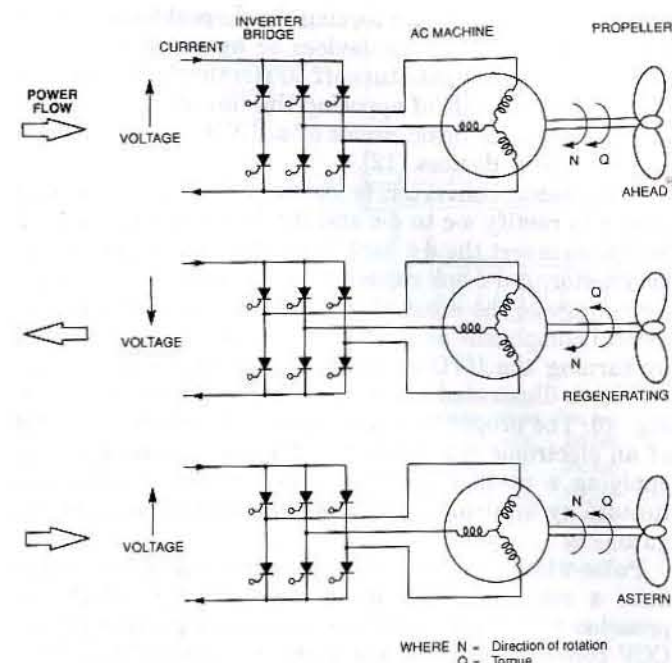 INVERTER
BRIDGE
AC MACHINE
PROPELLER
CURRENT
POWER
FLOW
VOLTAGE
N Q
AHEAD
VOLTAGE
Q
N
REGENERATING
VOLTAGE
N Q
ASTERN
WHERE N = Direction of rotation
Q = Torque